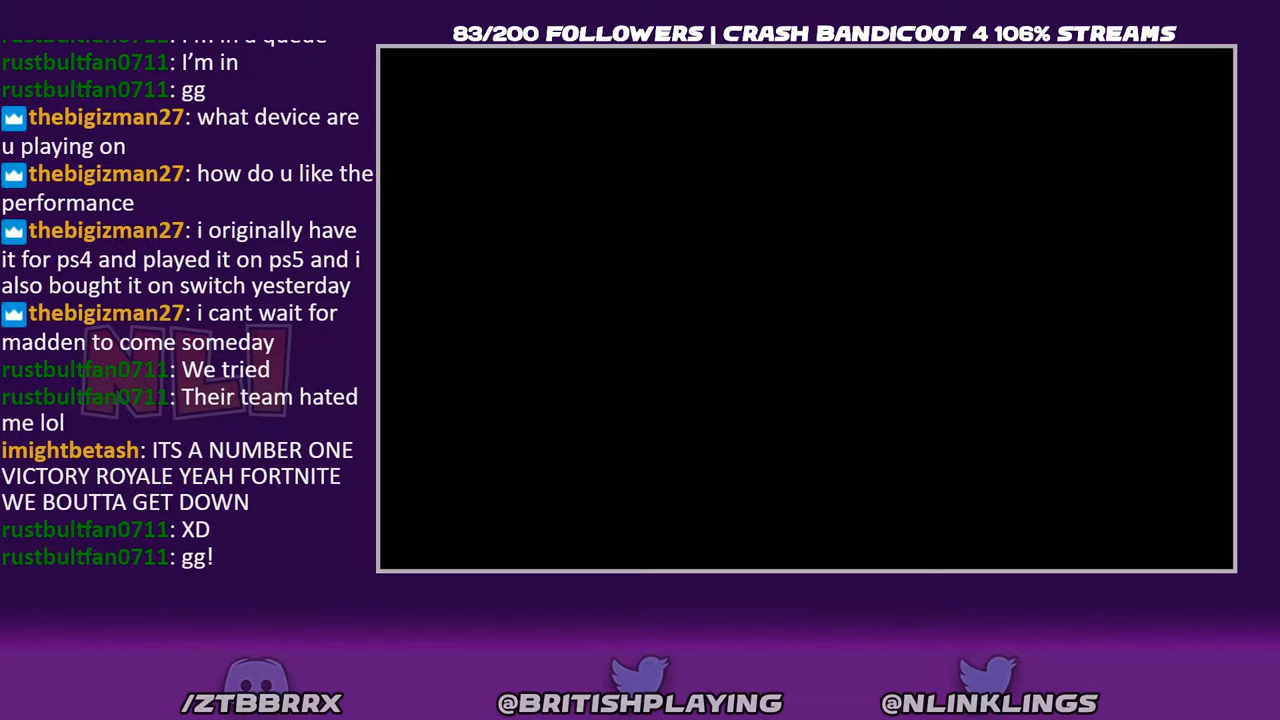 83/200 FOLLOWERS | CRASH BANDICOOT 4 106% STREAMS
rustbultfan0711: I'm in a queue
rustbultfan0711: I’m in
rustbultfan0711: gg
thebigizman27: what device are
u playing on
thebigizman27: how do u like the
performance
thebigizman27: i originally have
it for ps4 and played it on ps5 and i
also bought it on switch yesterday
thebigizman27: i cant wait for
madden to come someday
rustbultfan0711: We tried
rustbultfan0711: Their team hated
me lol
imightbetash: ITS A NUMBER ONE
VICTORY ROYALE YEAH FORTNITE
WE BOUTTA GET DOWN
rustbultfan0711: XD
rustbultfan0711: gg!
NLI
/ZTBBRRX
@BRITISHPLAYING
@NLINKLINGS